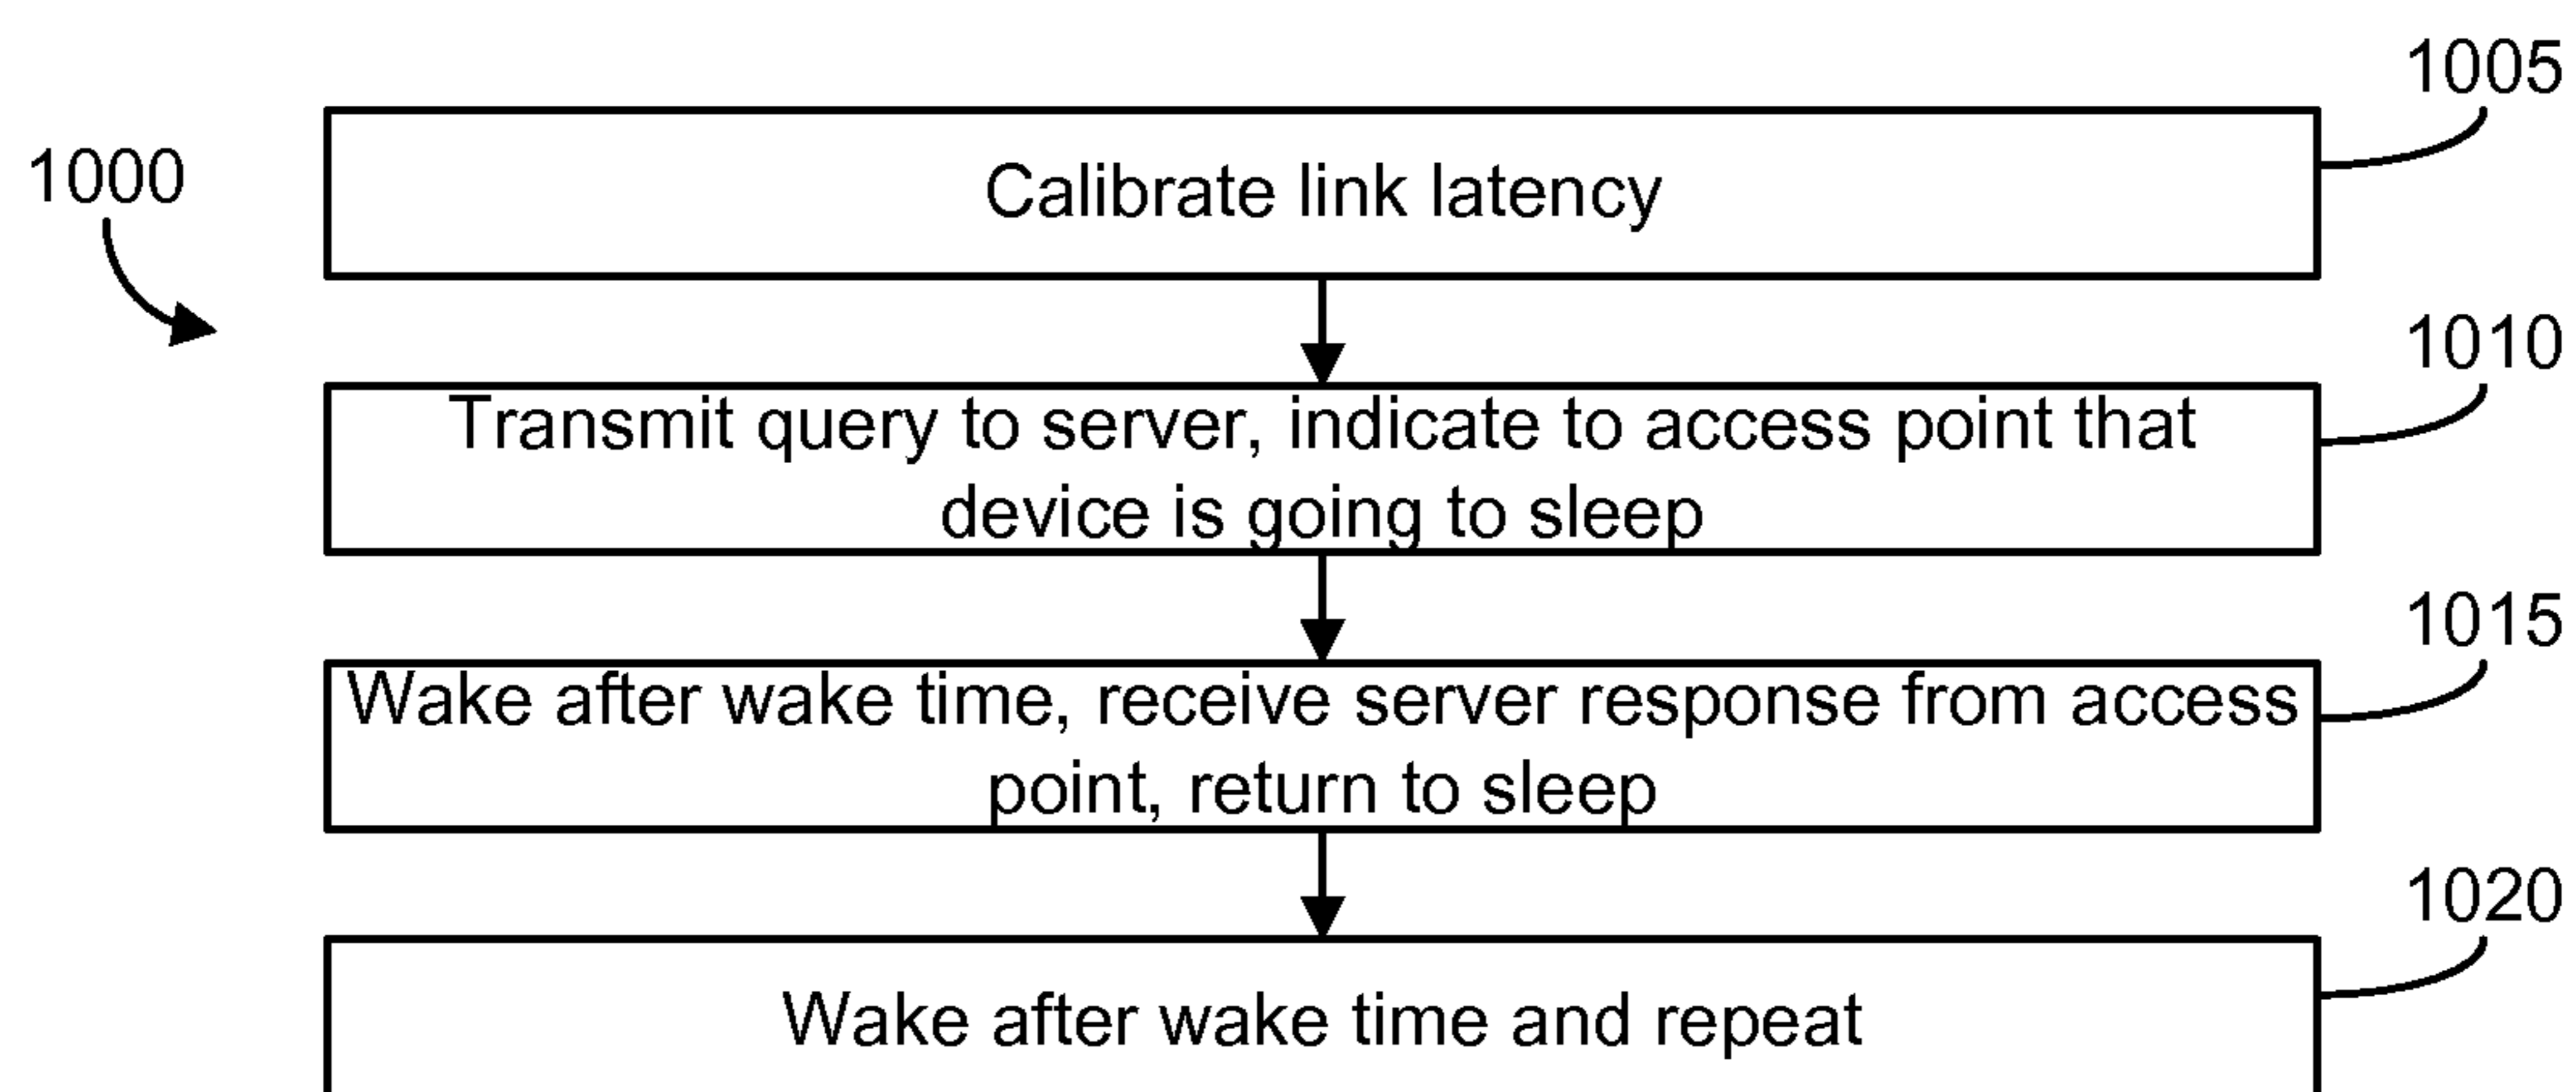 1005
1000
Calibrate link latency
1010
Transmit query to server, indicate to access point that
device is going to sleep
1015
Wake after wake time, receive server response from access
point, return to sleep
1020
Wake after wake time and repeat